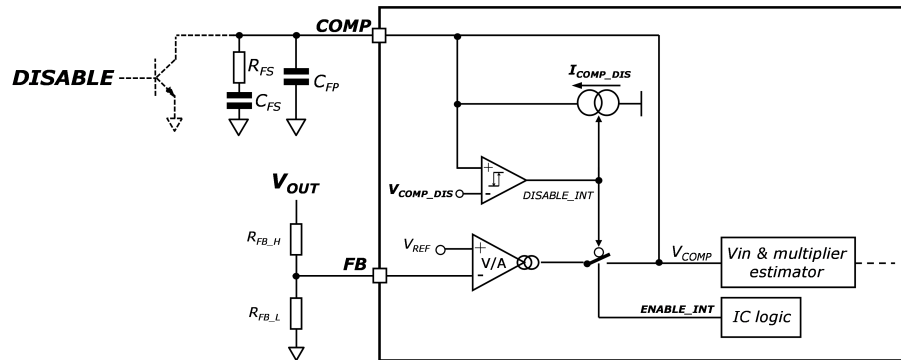 COMP
DISABLE
R_FS
C_FS
C_FP
I_COMP_DIS
V_OUT
R_FB_H
R_FB_L
FB
+
-
V_COMP_DIS
DISABLE_INT
V_REF
+
-
V/A
V_COMP
Vin & multiplier
estimator
ENABLE_INT
IC logic